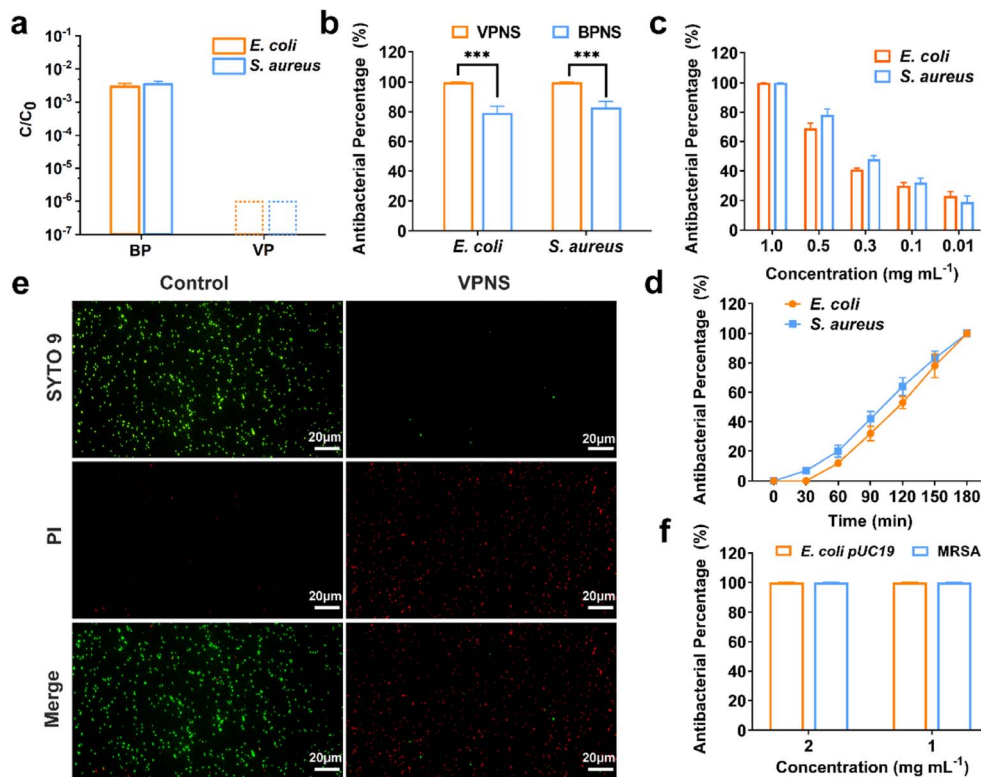 a
10⁻¹
10⁻²
10⁻³
10⁻⁴
10⁻⁵
10⁻⁶
10⁻⁷
C/C₀
E. coli
S. aureus
BP
VP
b
VPNS
BPNS
Antibacterial Percentage (%)
120
100
80
60
40
20
0
***
***
E. coli
S. aureus
c
E. coli
S. aureus
Antibacterial Percentage (%)
120
100
80
60
40
20
0
1.0
0.5
0.3
0.1
0.01
Concentration (mg mL⁻¹)
e
Control
VPNS
SYTO 9
20μm
20μm
PI
20μm
20μm
Merge
20μm
20μm
d
E. coli
S. aureus
Antibacterial Percentage (%)
120
100
80
60
40
20
0
0
30
60
90
120
150
180
Time (min)
f
E. coli pUC19
MRSA
Antibacterial Percentage (%)
120
100
80
60
40
20
0
2
1
Concentration (mg mL⁻¹)